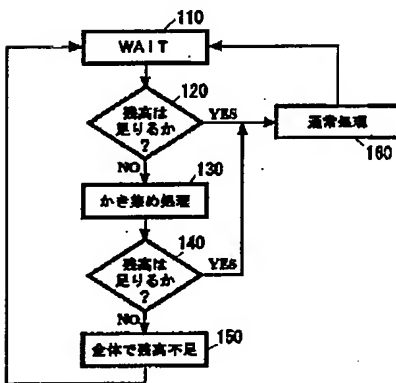 110
WAIT
120
残高は
足りるか
?
YES
通常処理
160
NO
130
かき集め処理
140
残高は
足りるか
?
YES
NO
150
全体で残高不足